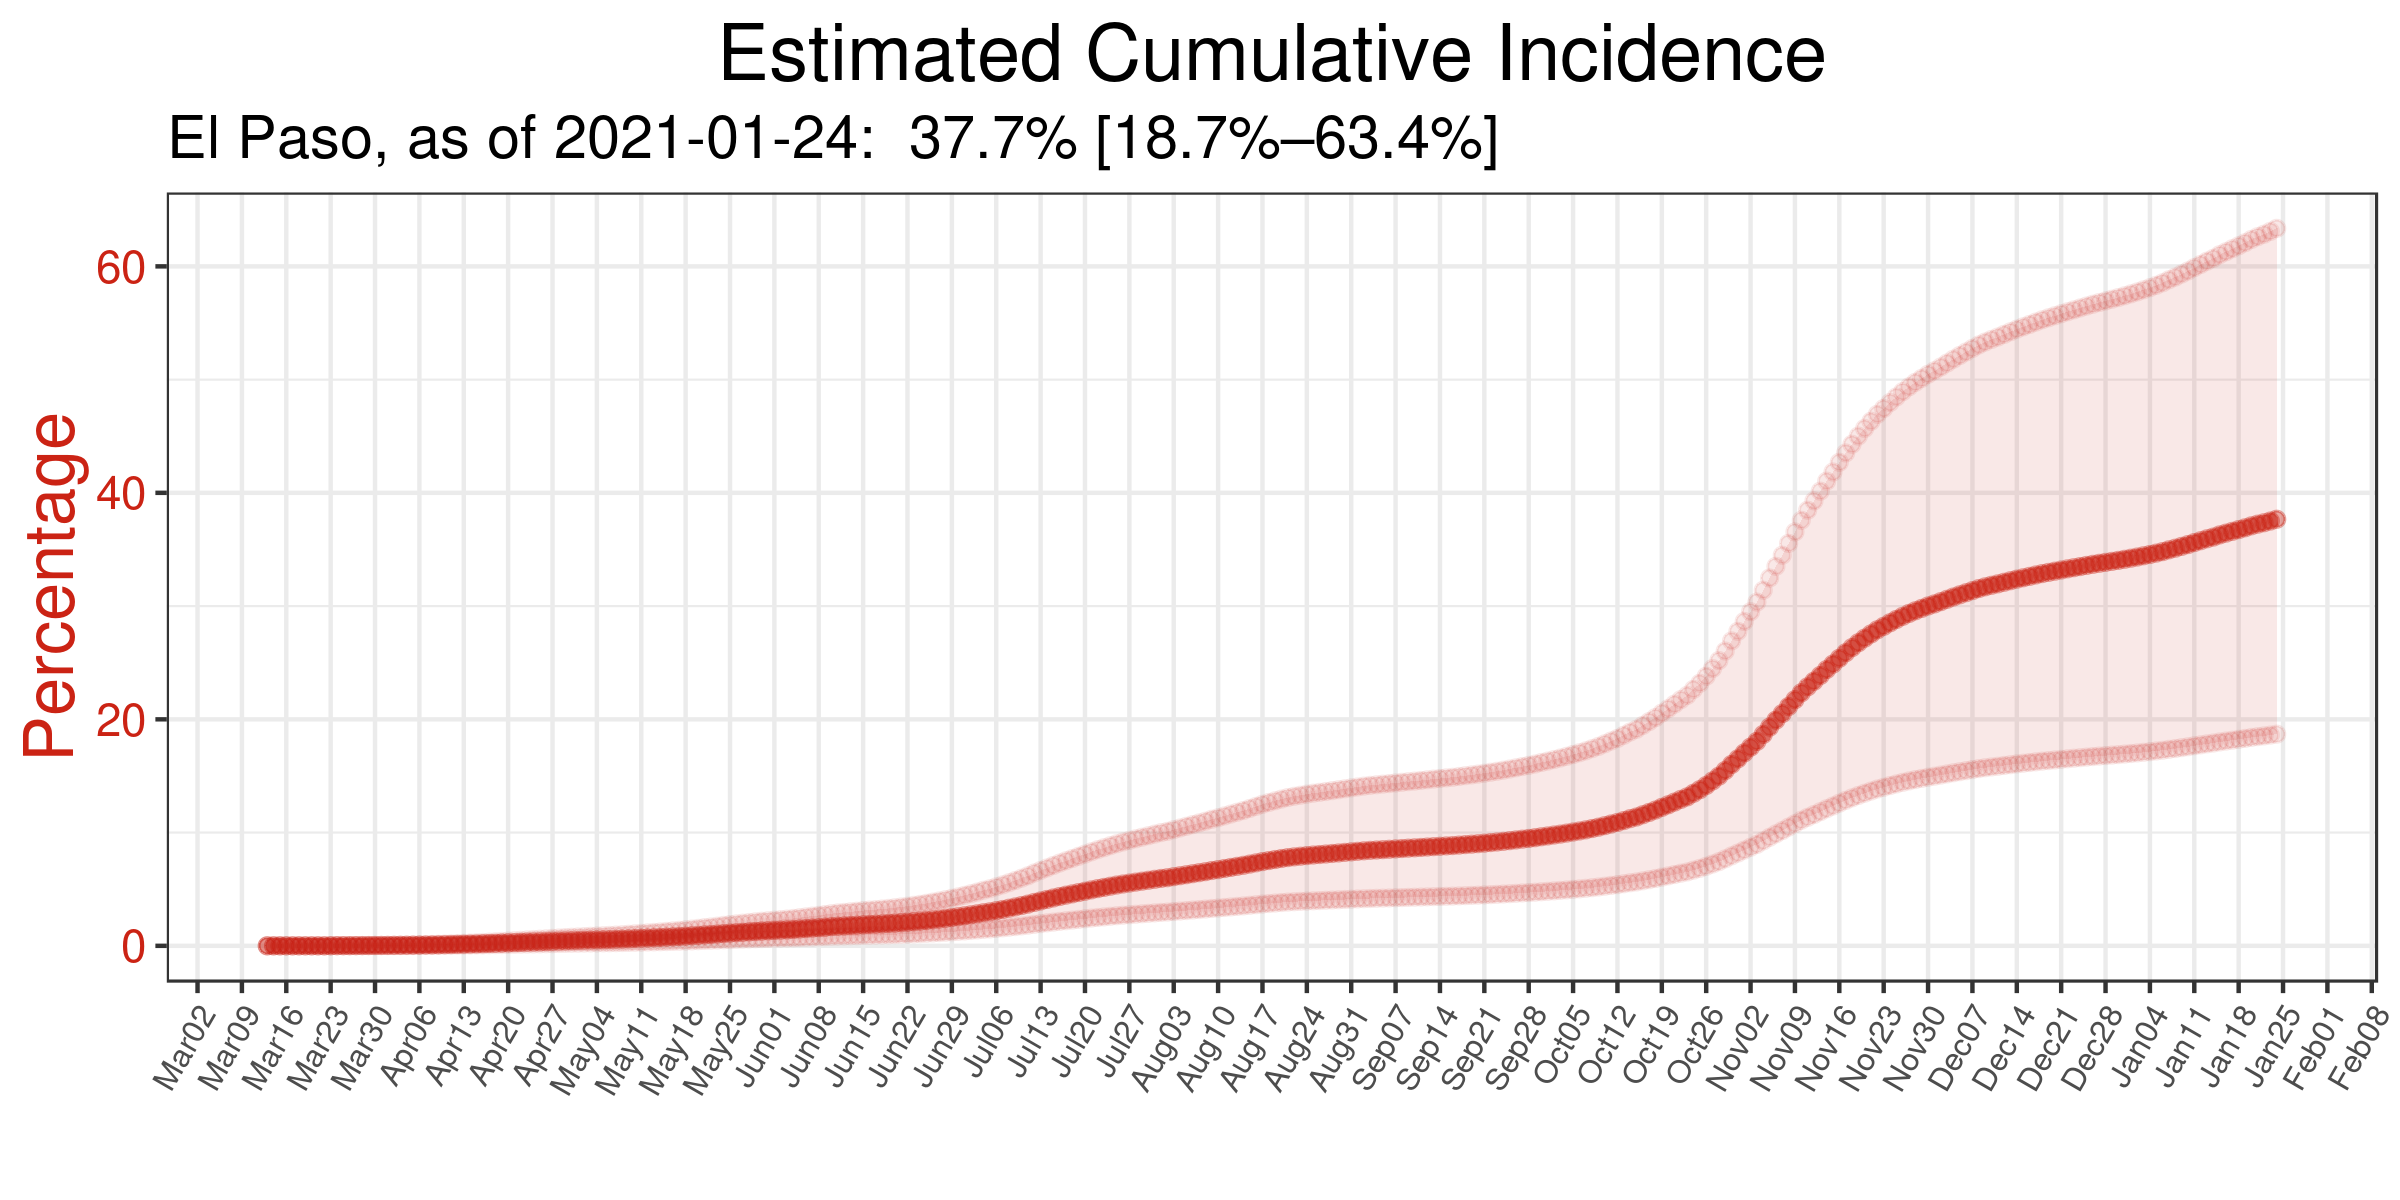 Estimated Cumulative Incidence
El Paso, as of 2021-01-24:  37.7% [18.7%–63.4%]
Percentage
60
40
20
0
Mar02
Mar09
Mar16
Mar23
Mar30
Apr06
Apr13
Apr20
Apr27
May04
May11
May18
May25
Jun01
Jun08
Jun15
Jun22
Jun29
Jul06
Jul13
Jul20
Jul27
Aug03
Aug10
Aug17
Aug24
Aug31
Sep07
Sep14
Sep21
Sep28
Oct05
Oct12
Oct19
Oct26
Nov02
Nov09
Nov16
Nov23
Nov30
Dec07
Dec14
Dec21
Dec28
Jan04
Jan11
Jan18
Jan25
Feb01
Feb08